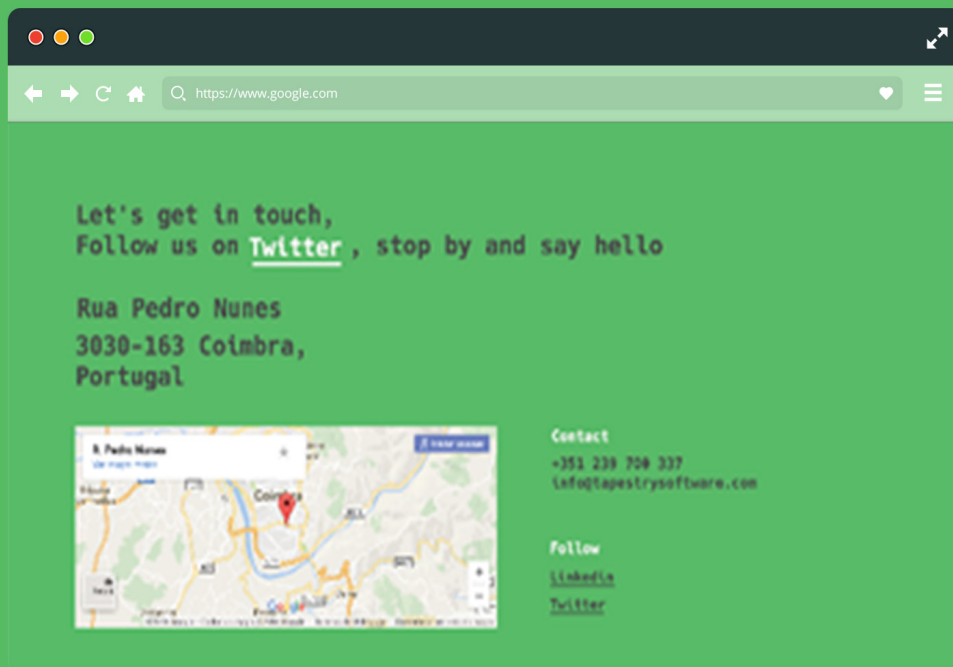 https://www.google.com
Let's get in touch,
Follow us on Twitter , stop by and say hello
Rua Pedro Nunes
3030-163 Coimbra,
Portugal
R. Pedro Nunes
Coimbra
Google
Contact
+351 239 700 337
info@tapestrysoftware.com
Follow
Linkedin
Twitter